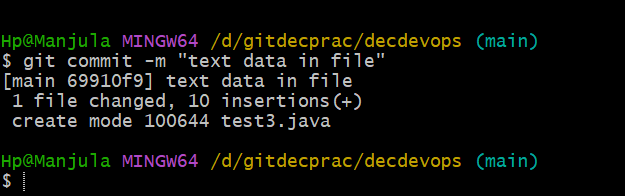 Hp@Manjula MINGW64 /d/gitdecprac/decdevops (main)
$ git commit -m "text data in file"
[main 69910f9] text data in file
 1 file changed, 10 insertions(+)
 create mode 100644 test3.java
Hp@Manjula MINGW64 /d/gitdecprac/decdevops (main)
$